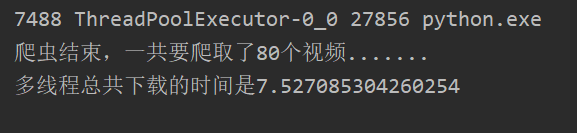 7488 ThreadPoolExecutor-0_0 27856 python.exe
爬虫结束，一共要爬取了80个视频.......
多线程总共下载的时间是7.527085304260254